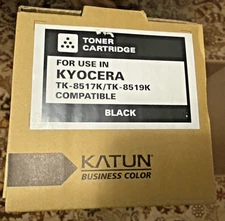 TONER
CARTRIDGE
FOR USE IN
KYOCERA
TK-8517K/TK-8519K
COMPATIBLE
BLACK
KATUN®
BUSINESS COLOR